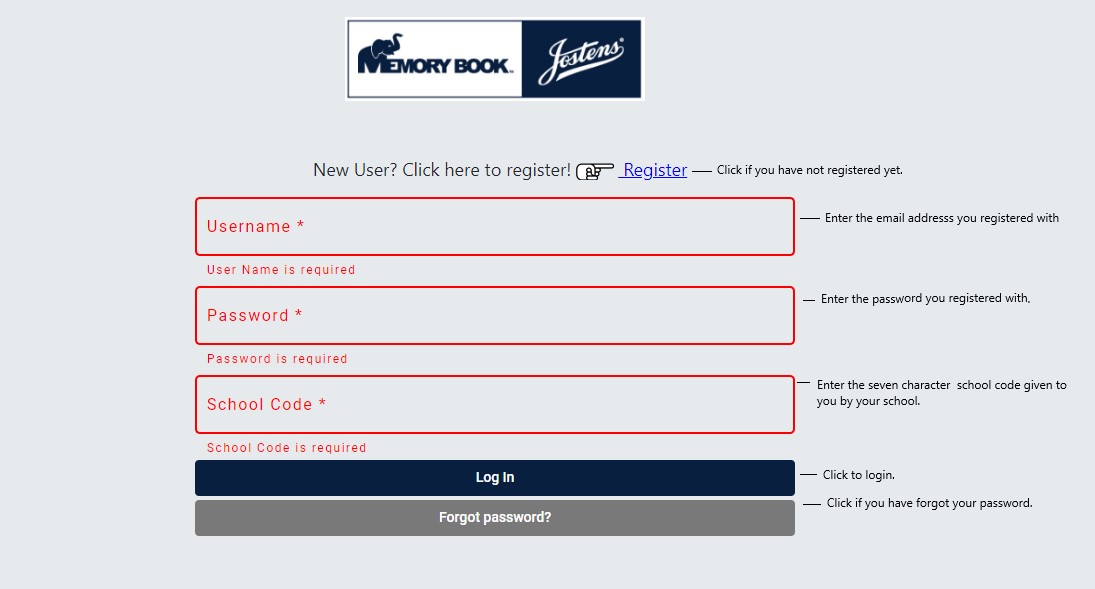 MEMORY BOOK Jostens
New User? Click here to register! Register — Click if you have not registered yet.
Username *
Enter the email addresss you registered with
User Name is required
Password *
Enter the password you registered with.
Password is required
School Code *
Enter the seven character school code given to
you by your school.
School Code is required
Log In
Click to login.
Forgot password?
Click if you have forgot your password.